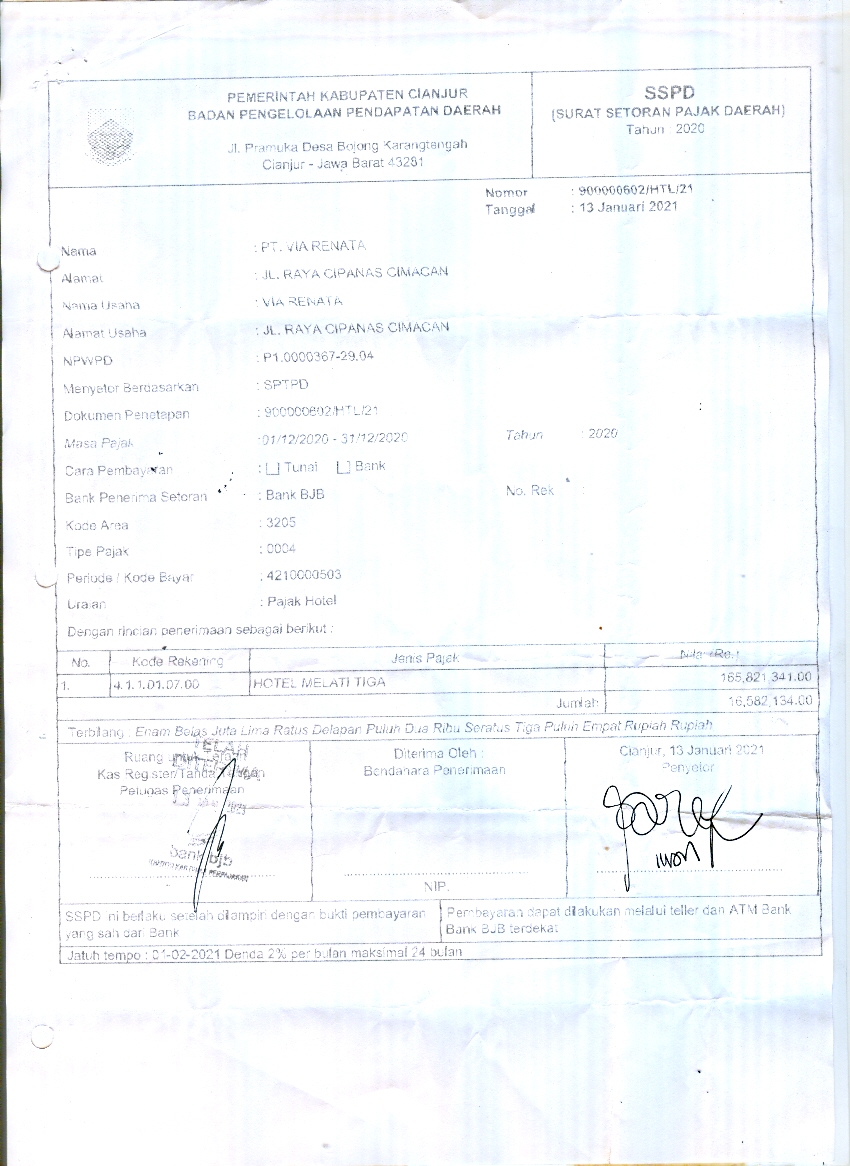 PEMERINTAH KABUPATEN CIANJUR
BADAN PENGELOLAAN PENDAPATAN DAERAH
Jl. Pramuka Desa Bojong Karangtengah
Cianjur - Jawa Barat 43281
SSPD
(SURAT SETORAN PAJAK DAERAH)
Tahun 2020
Nomor : 900000602/HTL/21
Tanggal : 13 Januari 2021
Nama : PT. VIA RENATA
Alamat : JL. RAYA CIPANAS CIMACAN
Nama Usaha : VIA RENATA
Alamat Usaha : JL. RAYA CIPANAS CIMACAN
NPWPD : P1.0000367-29.04
Menyetor Berdasarkan : SPTPD
Dokumen Penetapan : 900000602/HTL/21
Masa Pajak :01/12/2020 - 31/12/2020 Tahun : 2020
Cara Pembayaran : Tunai Bank
Bank Penerima Setoran : Bank BJB No. Rek :
Kode Area : 3205
Tipe Pajak : 0004
Periode / Kode Bayar : 4210000503
Uraian : Pajak Hotel
Dengan rincian penerimaan sebagai berikut :
No. Kode Rekening Jenis Pajak Nilai (Rp.)
1. 4.1.1.01.07.00 HOTEL MELATI TIGA 165,821,341.00
Jumlah 16,582,134.00
Terbilang : Enam Belas Juta Lima Ratus Delapan Puluh Dua Ribu Seratus Tiga Puluh Empat Rupiah Rupiah
Ruang
Kas Register/Tanda Tangan
Petugas Penerimaan
TELAH
bank bjb
Diterima Oleh :
Bendahara Penerimaan
NIP.
Cianjur, 13 Januari 2021
Penyetor
SSPD ini berlaku setelah dilampiri dengan bukti pembayaran
yang sah dari Bank
Pembayaran dapat dilakukan melalui teller dan ATM Bank
Bank BJB terdekat
Jatuh tempo : 01-02-2021 Denda 2% per bulan maksimal 24 bulan